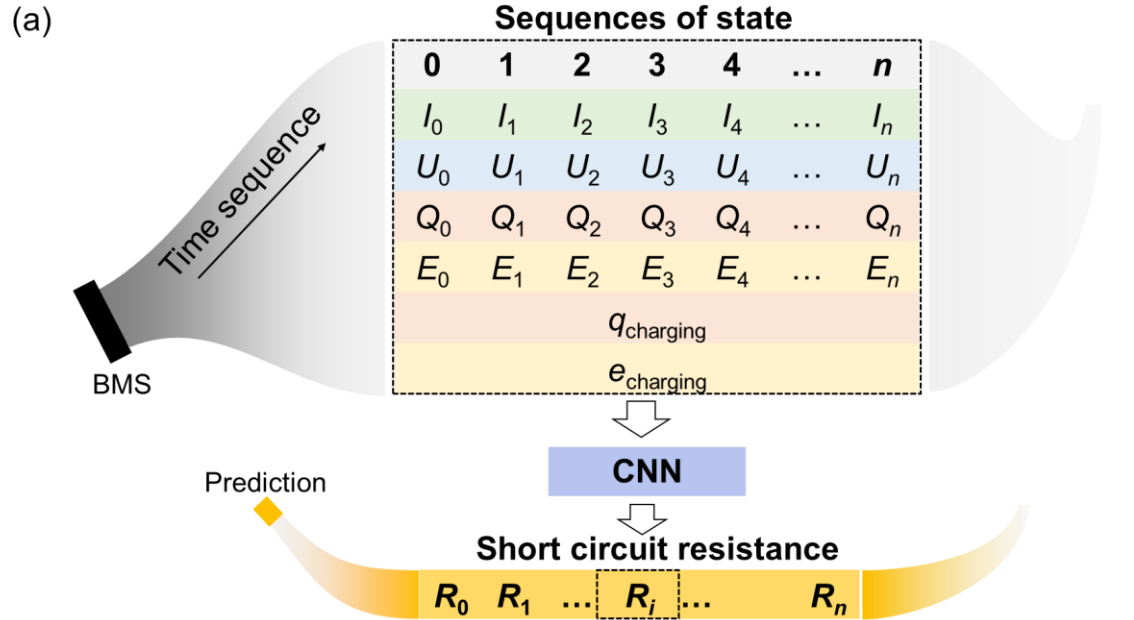 (a)
Sequences of state
0 1 2 3 4 ... n
I₀ I₁ I₂ I₃ I₄ ... Iₙ
U₀ U₁ U₂ U₃ U₄ ... Uₙ
Q₀ Q₁ Q₂ Q₃ Q₄ ... Qₙ
E₀ E₁ E₂ E₃ E₄ ... Eₙ
q charging
e charging
Time sequence
BMS
CNN
Prediction
Short circuit resistance
R₀ R₁ ... Rᵢ ... Rₙ